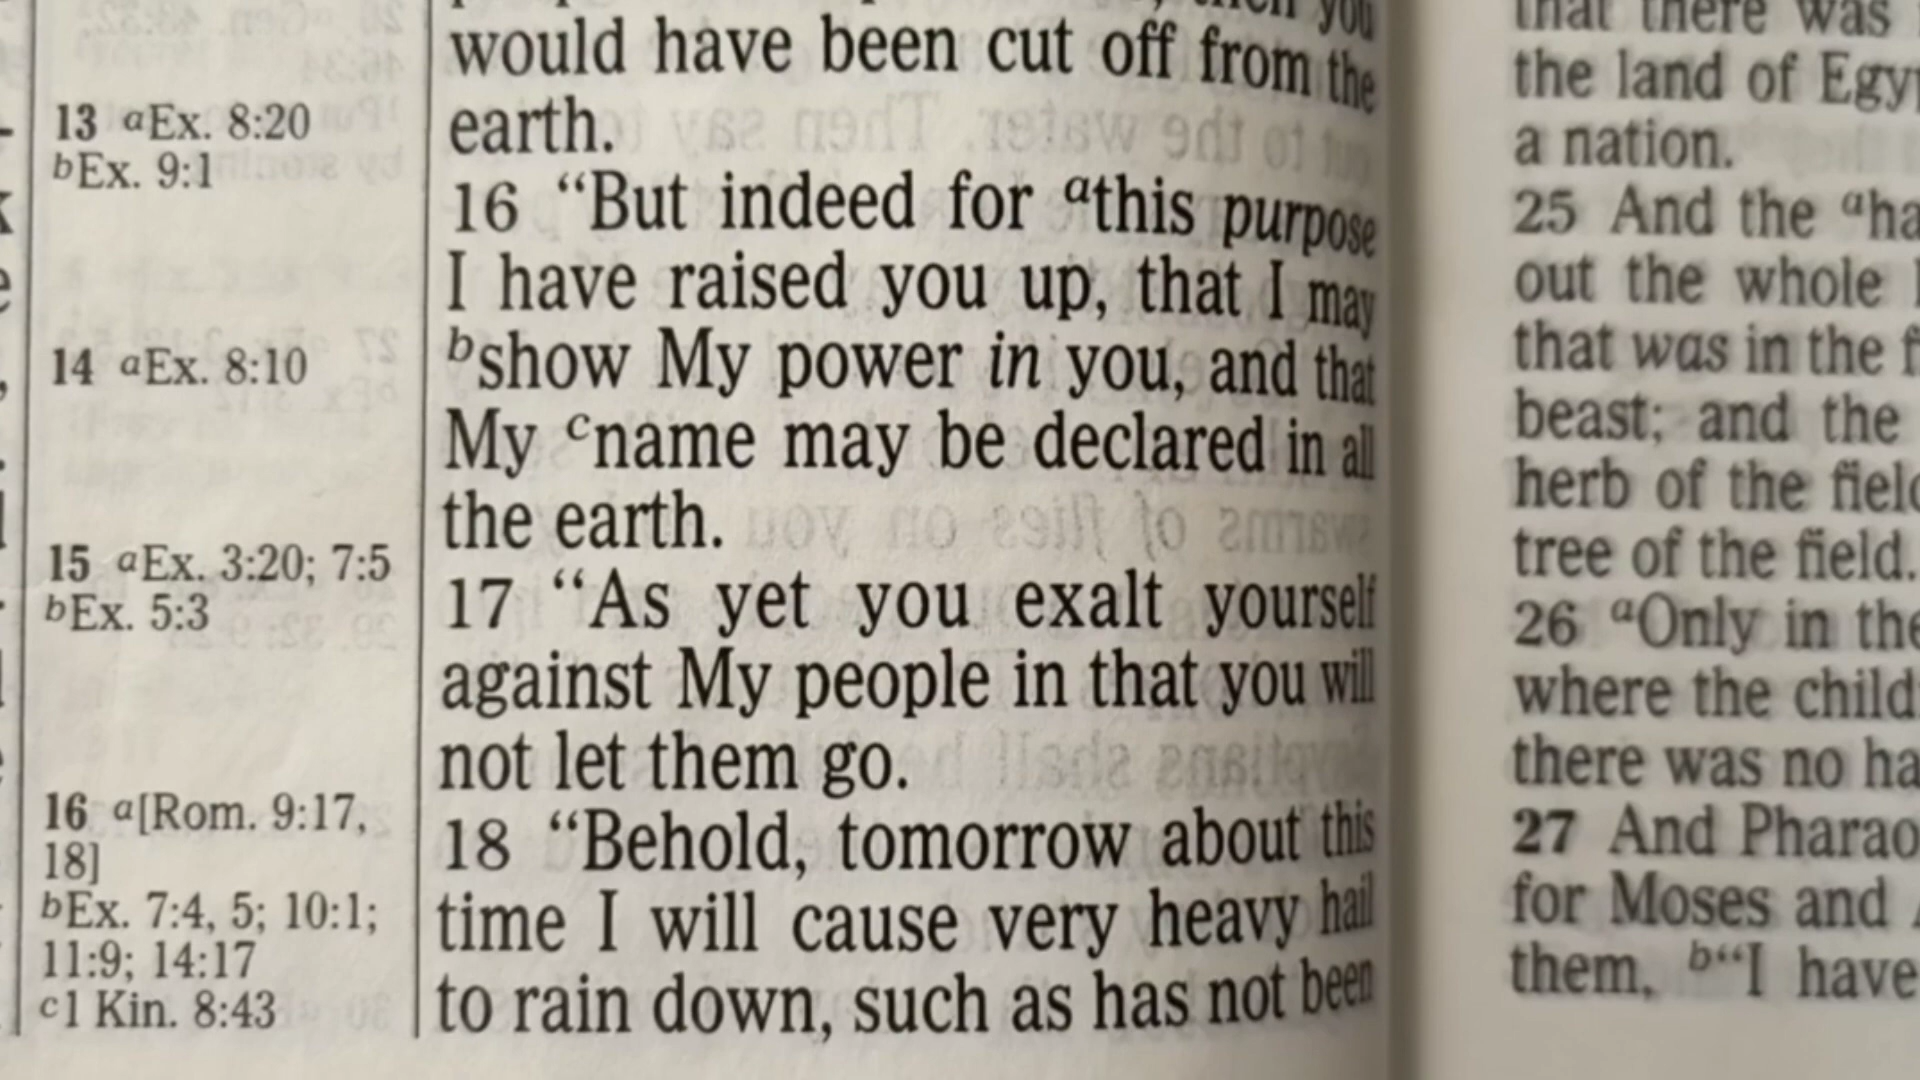 13 aEx. 8:20
bEx. 9:1
14 aEx. 8:10
15 aEx. 3:20; 7:5
bEx. 5:3
16 a[Rom. 9:17,
18]
bEx. 7:4, 5; 10:1;
11:9; 14:17
c1 Kin. 8:43
then you
would have been cut off from the
earth.
16 “But indeed for athis purpose
I have raised you up, that I may
bshow My power in you, and that
My cname may be declared in all
the earth.
17 “As yet you exalt yourself
against My people in that you will
not let them go.
18 “Behold, tomorrow about this
time I will cause very heavy hail
to rain down, such as has not been
that there was
the land of
a nation.
25 And the
out the whole
that was in the
beast; and the
herb of the
tree of the field.
26 aOnly in
where the
there was no
27 And
for Moses and
them, b“I have